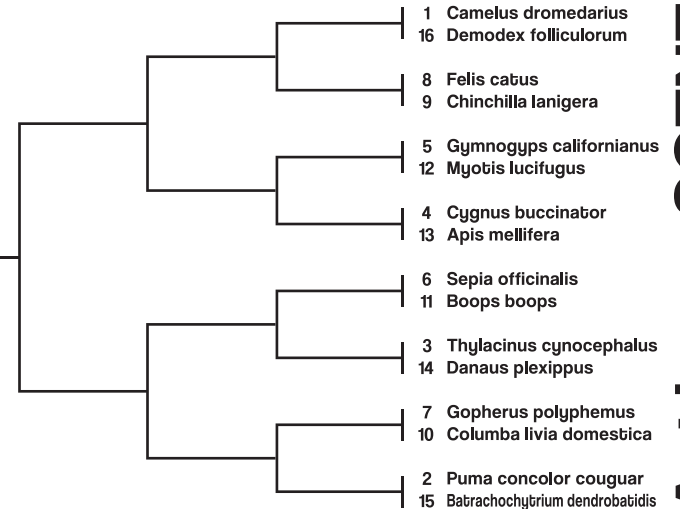 1 Camelus dromedarius
16 Demodex folliculorum
8 Felis catus
9 Chinchilla lanigera
5 Gymnogyps californianus
12 Myotis lucifugus
4 Cygnus buccinator
13 Apis mellifera
6 Sepia officinalis
11 Boops boops
3 Thylacinus cynocephalus
14 Danaus plexippus
7 Gopherus polyphemus
10 Columba livia domestica
2 Puma concolor couguar
15 Batrachochytrium dendrobatidis